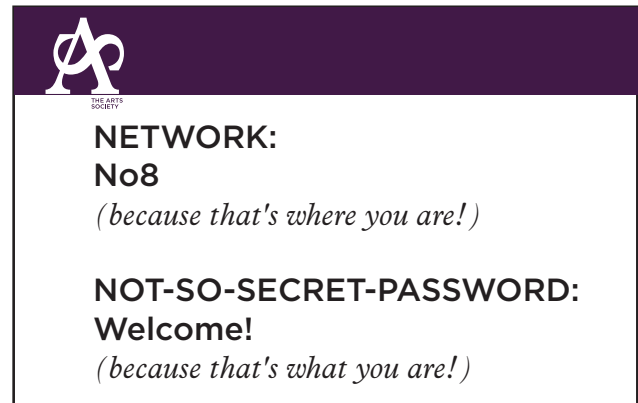 THE ARTS
SOCIETY
NETWORK:
No8
(because that's where you are!)
NOT-SO-SECRET-PASSWORD:
Welcome!
(because that's what you are!)